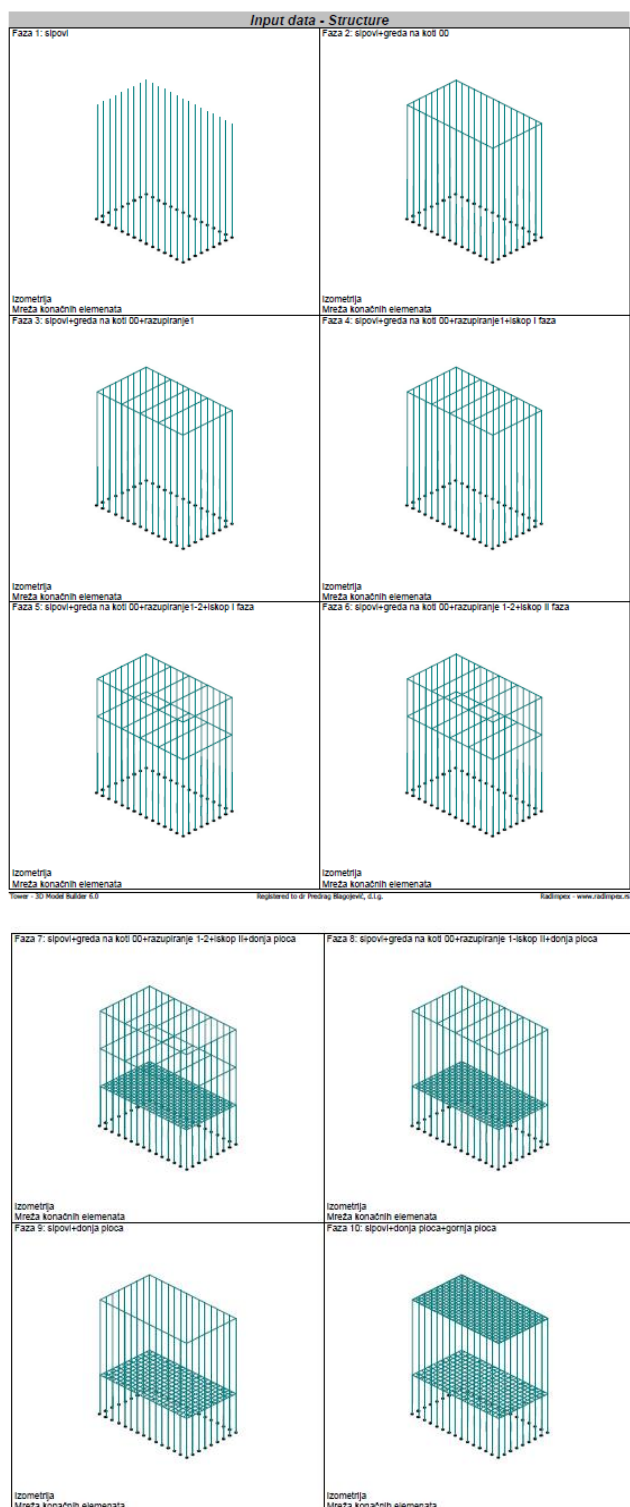 Input data - Structure
Faza 1: sipovi
Faza 2: sipovi+greda na koti 00
Izometrija
Mreža konačnih elemenata
Izometrija
Mreža konačnih elemenata
Faza 3: sipovi+greda na koti 00+razupiranje1
Faza 4: sipovi+greda na koti 00+razupiranje1+iskop I faza
Izometrija
Mreža konačnih elemenata
Izometrija
Mreža konačnih elemenata
Faza 5: sipovi+greda na koti 00+razupiranje1-2+iskop I faza
Faza 6: sipovi+greda na koti 00+razupiranje 1-2+iskop II faza
Izometrija
Mreža konačnih elemenata
Izometrija
Mreža konačnih elemenata
Tower - 3D Model Builder 6.0
Registered to dr Predrag Blagojević, d.i.g.
Radimpex - www.radimpex.rs
Faza 7: sipovi+greda na koti 00+razupiranje 1-2+iskop II+donja ploca
Faza 8: sipovi+greda na koti 00+razupiranje 1-iskop II+donja ploca
Izometrija
Mreža konačnih elemenata
Izometrija
Mreža konačnih elemenata
Faza 9: sipovi+donja ploca
Faza 10: sipovi+donja ploca+gornja ploca
Izometrija
Mreža konačnih elemenata
Izometrija
Mreža konačnih elemenata